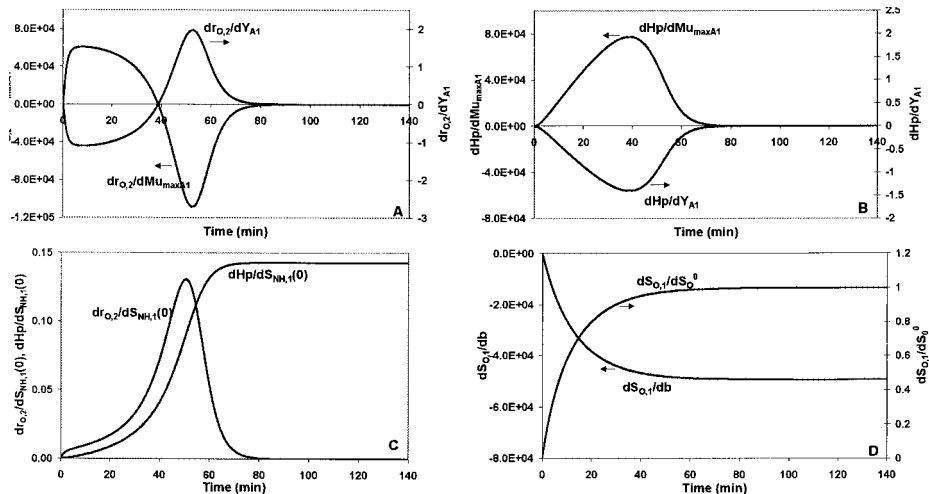 8.0E+04
4.0E+04
0.0E+00
-4.0E+04
-8.0E+04
-1.2E+05
dr_O,2/dY_A1
dr_O,2/dMu_maxA1
2
1
0
-1
-2
-3
dr_O,2/dY_A1
0 20 40 60 80 100 120 140
Time (min)
A
dHp/dMu_maxA1
8.0E+04
4.0E+04
0.0E+00
-4.0E+04
-8.0E+04
dHp/dMu_maxA1
dHp/dY_A1
2
1.5
1
0.5
0
-0.5
-1
-1.5
-2
dHp/dY_A1
0 20 40 60 80 100 120 140
Time (min)
B
dr_O,2/dS_NH,1(0), dHp/dS_NH,1(0)
0.15
0.10
0.05
0.00
dHp/dS_NH,1(0)
dr_O,2/dS_NH,1(0)
0 20 40 60 80 100 120 140
Time (min)
C
dS_O,1/db
0.0E+00
-2.0E+04
-4.0E+04
-6.0E+04
-8.0E+04
dS_O,1/dS_O^0
dS_O,1/db
1.2
1
0.8
0.6
0.4
0.2
0
dS_O,1/dS_0^0
0 20 40 60 80 100 120 140
Time (min)
D